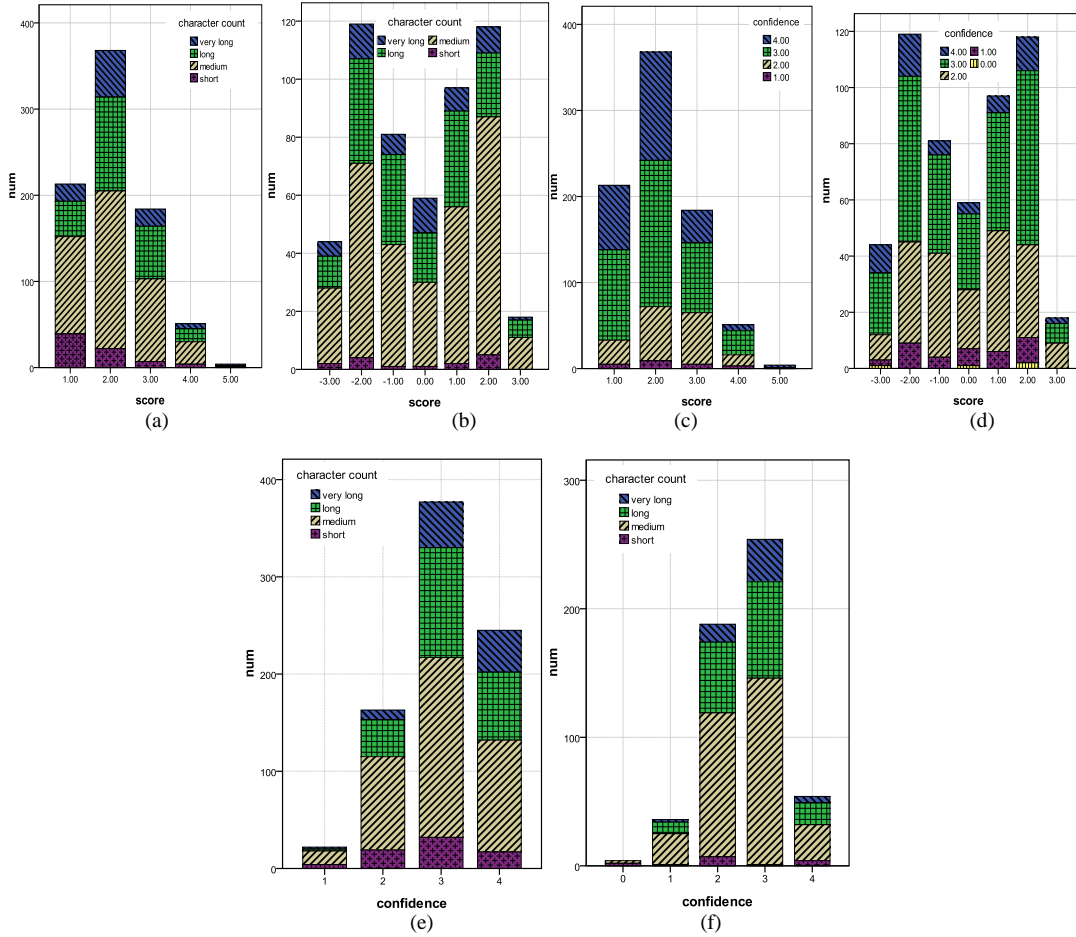 character count
very long
long
medium
short
400
300
200
100
0
num
1.00 2.00 3.00 4.00 5.00
score
(a)
character count
very long medium
long short
120
100
80
60
40
20
0
num
-3.00 -2.00 -1.00 0.00 1.00 2.00 3.00
score
(b)
confidence
4.00
3.00
2.00
1.00
400
300
200
100
0
num
1.00 2.00 3.00 4.00 5.00
score
(c)
confidence
4.00 1.00
3.00 0.00
2.00
120
100
80
60
40
20
0
num
-3.00 -2.00 -1.00 0.00 1.00 2.00 3.00
score
(d)
character count
very long
long
medium
short
400
300
200
100
0
num
1 2 3 4
confidence
(e)
character count
very long
long
medium
short
300
200
100
0
num
0 1 2 3 4
confidence
(f)